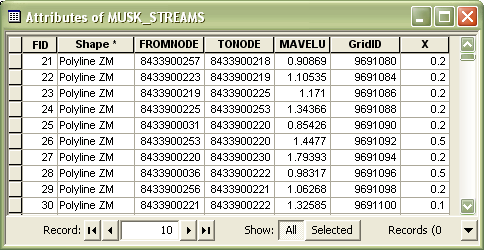 Attributes of MUSK_STREAMS
FID Shape * FROMNODE TONODE MAVELU GridID X
21 Polyline ZM 8433900257 8433900218 0.90869 9691080 0.2
22 Polyline ZM 8433900223 8433900219 1.10535 9691084 0.2
23 Polyline ZM 8433900219 8433900225 1.171 9691086 0.2
24 Polyline ZM 8433900225 8433900253 1.34366 9691088 0.2
25 Polyline ZM 8433900031 8433900220 0.85426 9691090 0.2
26 Polyline ZM 8433900253 8433900220 1.4477 9691092 0.5
27 Polyline ZM 8433900220 8433900230 1.79393 9691094 0.2
28 Polyline ZM 8433900036 8433900222 0.98317 9691096 0.5
29 Polyline ZM 8433900256 8433900221 1.06268 9691098 0.2
30 Polyline ZM 8433900221 8433900222 1.32585 9691100 0.1
Record: 10 Show: All Selected Records (0